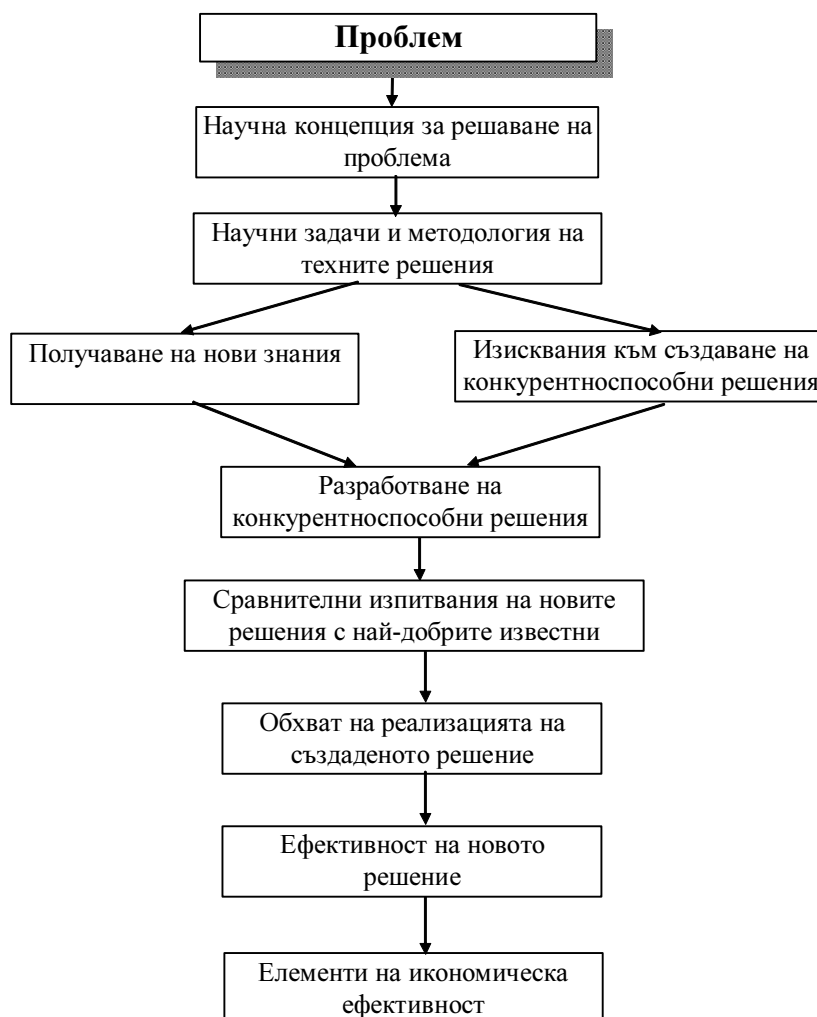 Проблем
Научна концепция за решаване на
проблема
Научни задачи и методология на
техните решения
Получаване на нови знания
Изисквания към създаване на
конкурентноспособни решения
Разработване на
конкурентноспособни решения
Сравнителни изпитвания на новите
решения с най-добрите известни
Обхват на реализацията на
създаденото решение
Ефективност на новото
решение
Елементи на икономическа
ефективност